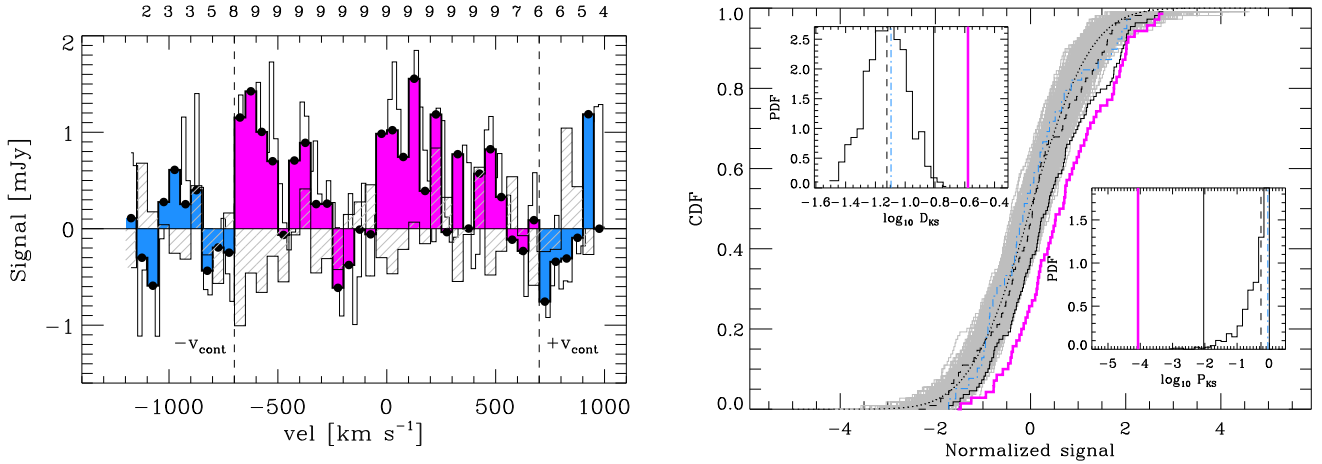 2 3 3 5 8 9 9 9 9 9 9 9 9 9 9 9 9 9 7 6 6 5 4
2
1
0
−1
Signal [mJy]
−v_cont
+v_cont
−1000 −500 0 500 1000
vel [km s⁻¹]
1.0
0.8
0.6
0.4
0.2
0.0
CDF
−4 −2 0 2 4
Normalized signal
2.5
2.0
1.5
1.0
0.5
0.0
PDF
−1.6 −1.4 −1.2 −1.0 −0.8 −0.6 −0.4
log₁₀ D_KS
1.5
1.0
0.5
0.0
PDF
−5 −4 −3 −2 −1 0
log₁₀ P_KS